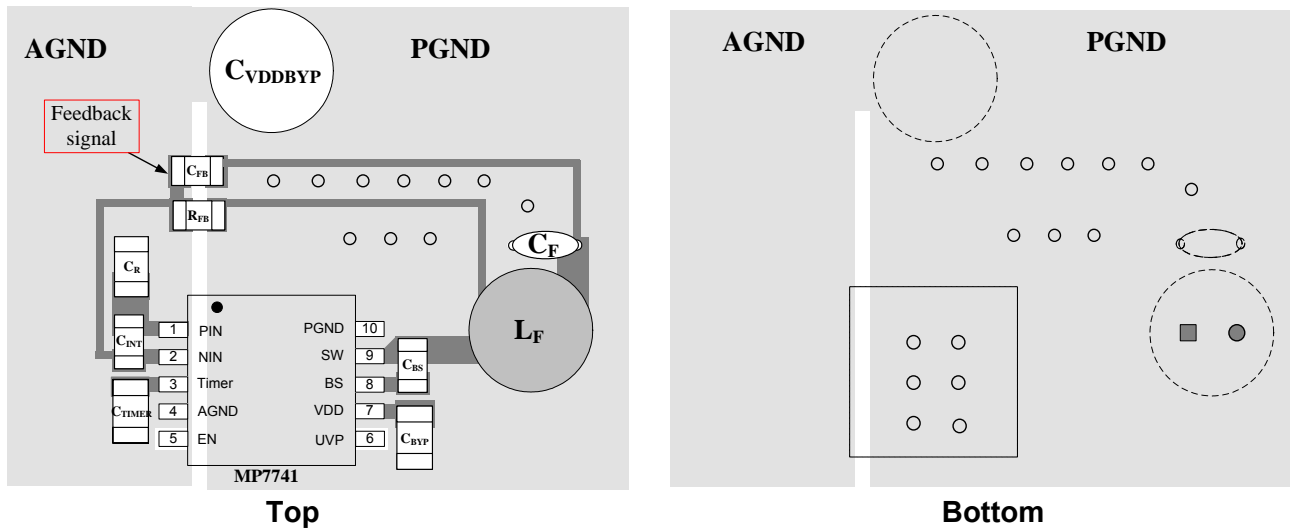 AGND
PGND
CVDDBYP
Feedback
signal
CFB
RFB
CR
CF
CINT
LF
1 PIN
PGND 10
2 NIN
SW 9
CBS
3 Timer
BS 8
CTIMER
4 AGND
VDD 7
CBYP
5 EN
UVP 6
MP7741
Top
AGND
PGND
Bottom